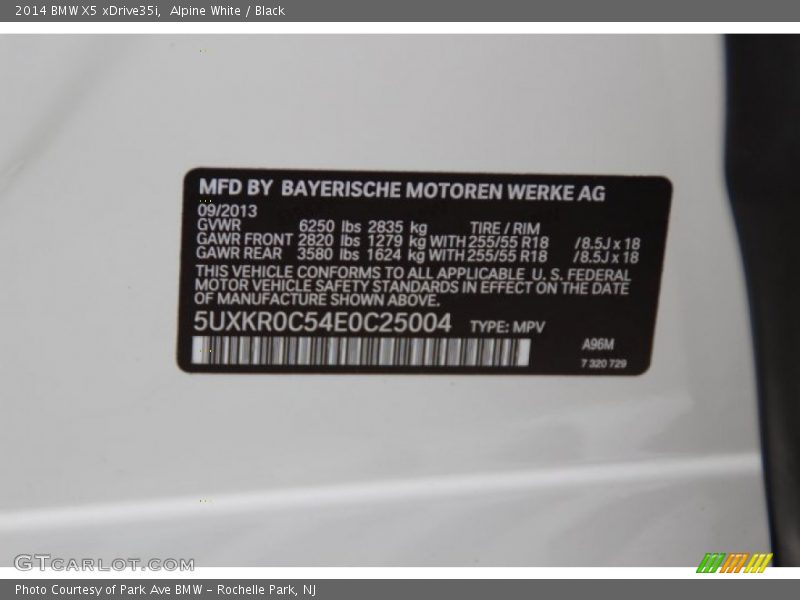 2014 BMW X5 xDrive35i,  Alpine White / Black
MFD BY BAYERISCHE MOTOREN WERKE AG
09/2013
GVWR 6250 lbs 2835 kg TIRE / RIM
GAWR FRONT 2820 lbs 1279 kg WITH 255/55 R18 /8.5J x 18
GAWR REAR 3580 lbs 1624 kg WITH 255/55 R18 /8.5J x 18
THIS VEHICLE CONFORMS TO ALL APPLICABLE U. S. FEDERAL
MOTOR VEHICLE SAFETY STANDARDS IN EFFECT ON THE DATE
OF MANUFACTURE SHOWN ABOVE.
5UXKR0C54E0C25004 TYPE: MPV
A96M
7 320 729
GTCARLOT.COM
Photo Courtesy of Park Ave BMW - Rochelle Park, NJ